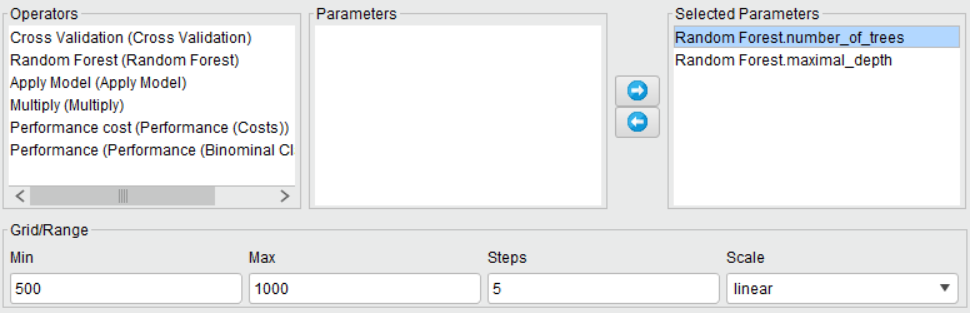 Operators
Cross Validation (Cross Validation)
Random Forest (Random Forest)
Apply Model (Apply Model)
Multiply (Multiply)
Performance cost (Performance (Costs))
Performance (Performance (Binominal Cl
Parameters
Selected Parameters
Random Forest.number_of_trees
Random Forest.maximal_depth
Grid/Range
Min Max Steps Scale
500 1000 5 linear